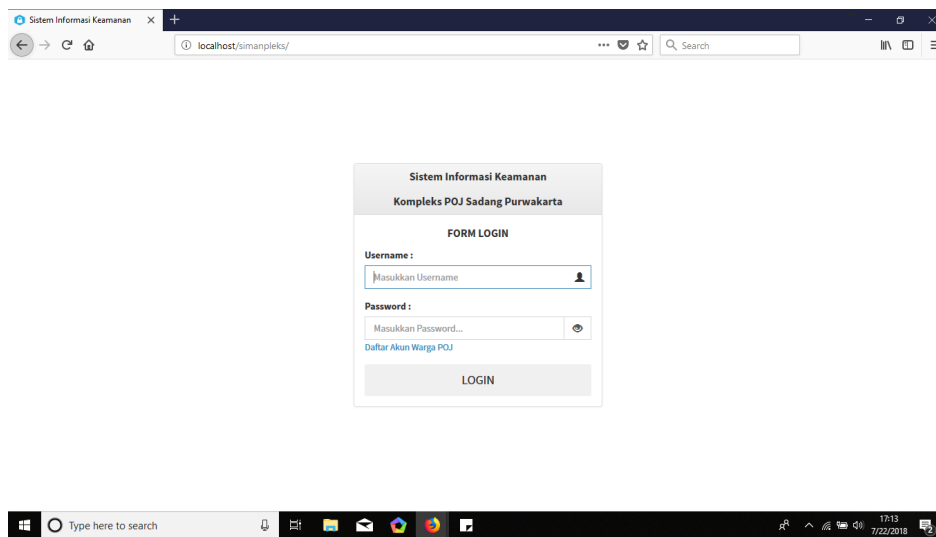 Sistem Informasi Keamanan
localhost/simanpleks/
Search
Sistem Informasi Keamanan
Kompleks POJ Sadang Purwakarta
FORM LOGIN
Username :
Masukkan Username
Password :
Masukkan Password...
Daftar Akun Warga POJ
LOGIN
Type here to search
17:13
7/22/2018
2